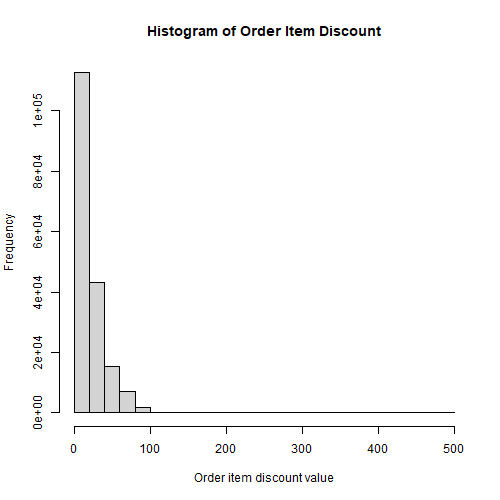 Histogram of Order Item Discount
Frequency
1e+05
8e+04
6e+04
4e+04
2e+04
0e+00
0 100 200 300 400 500
Order item discount value